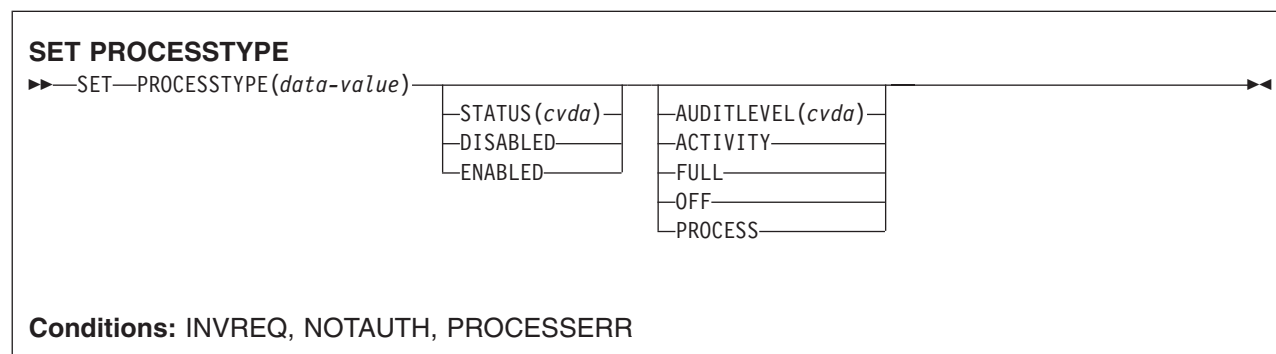 SET PROCESSTYPE
SET PROCESSTYPE(data-value)
STATUS(cvda)
DISABLED
ENABLED
AUDITLEVEL(cvda)
ACTIVITY
FULL
OFF
PROCESS
Conditions: INVREQ, NOTAUTH, PROCESSERR